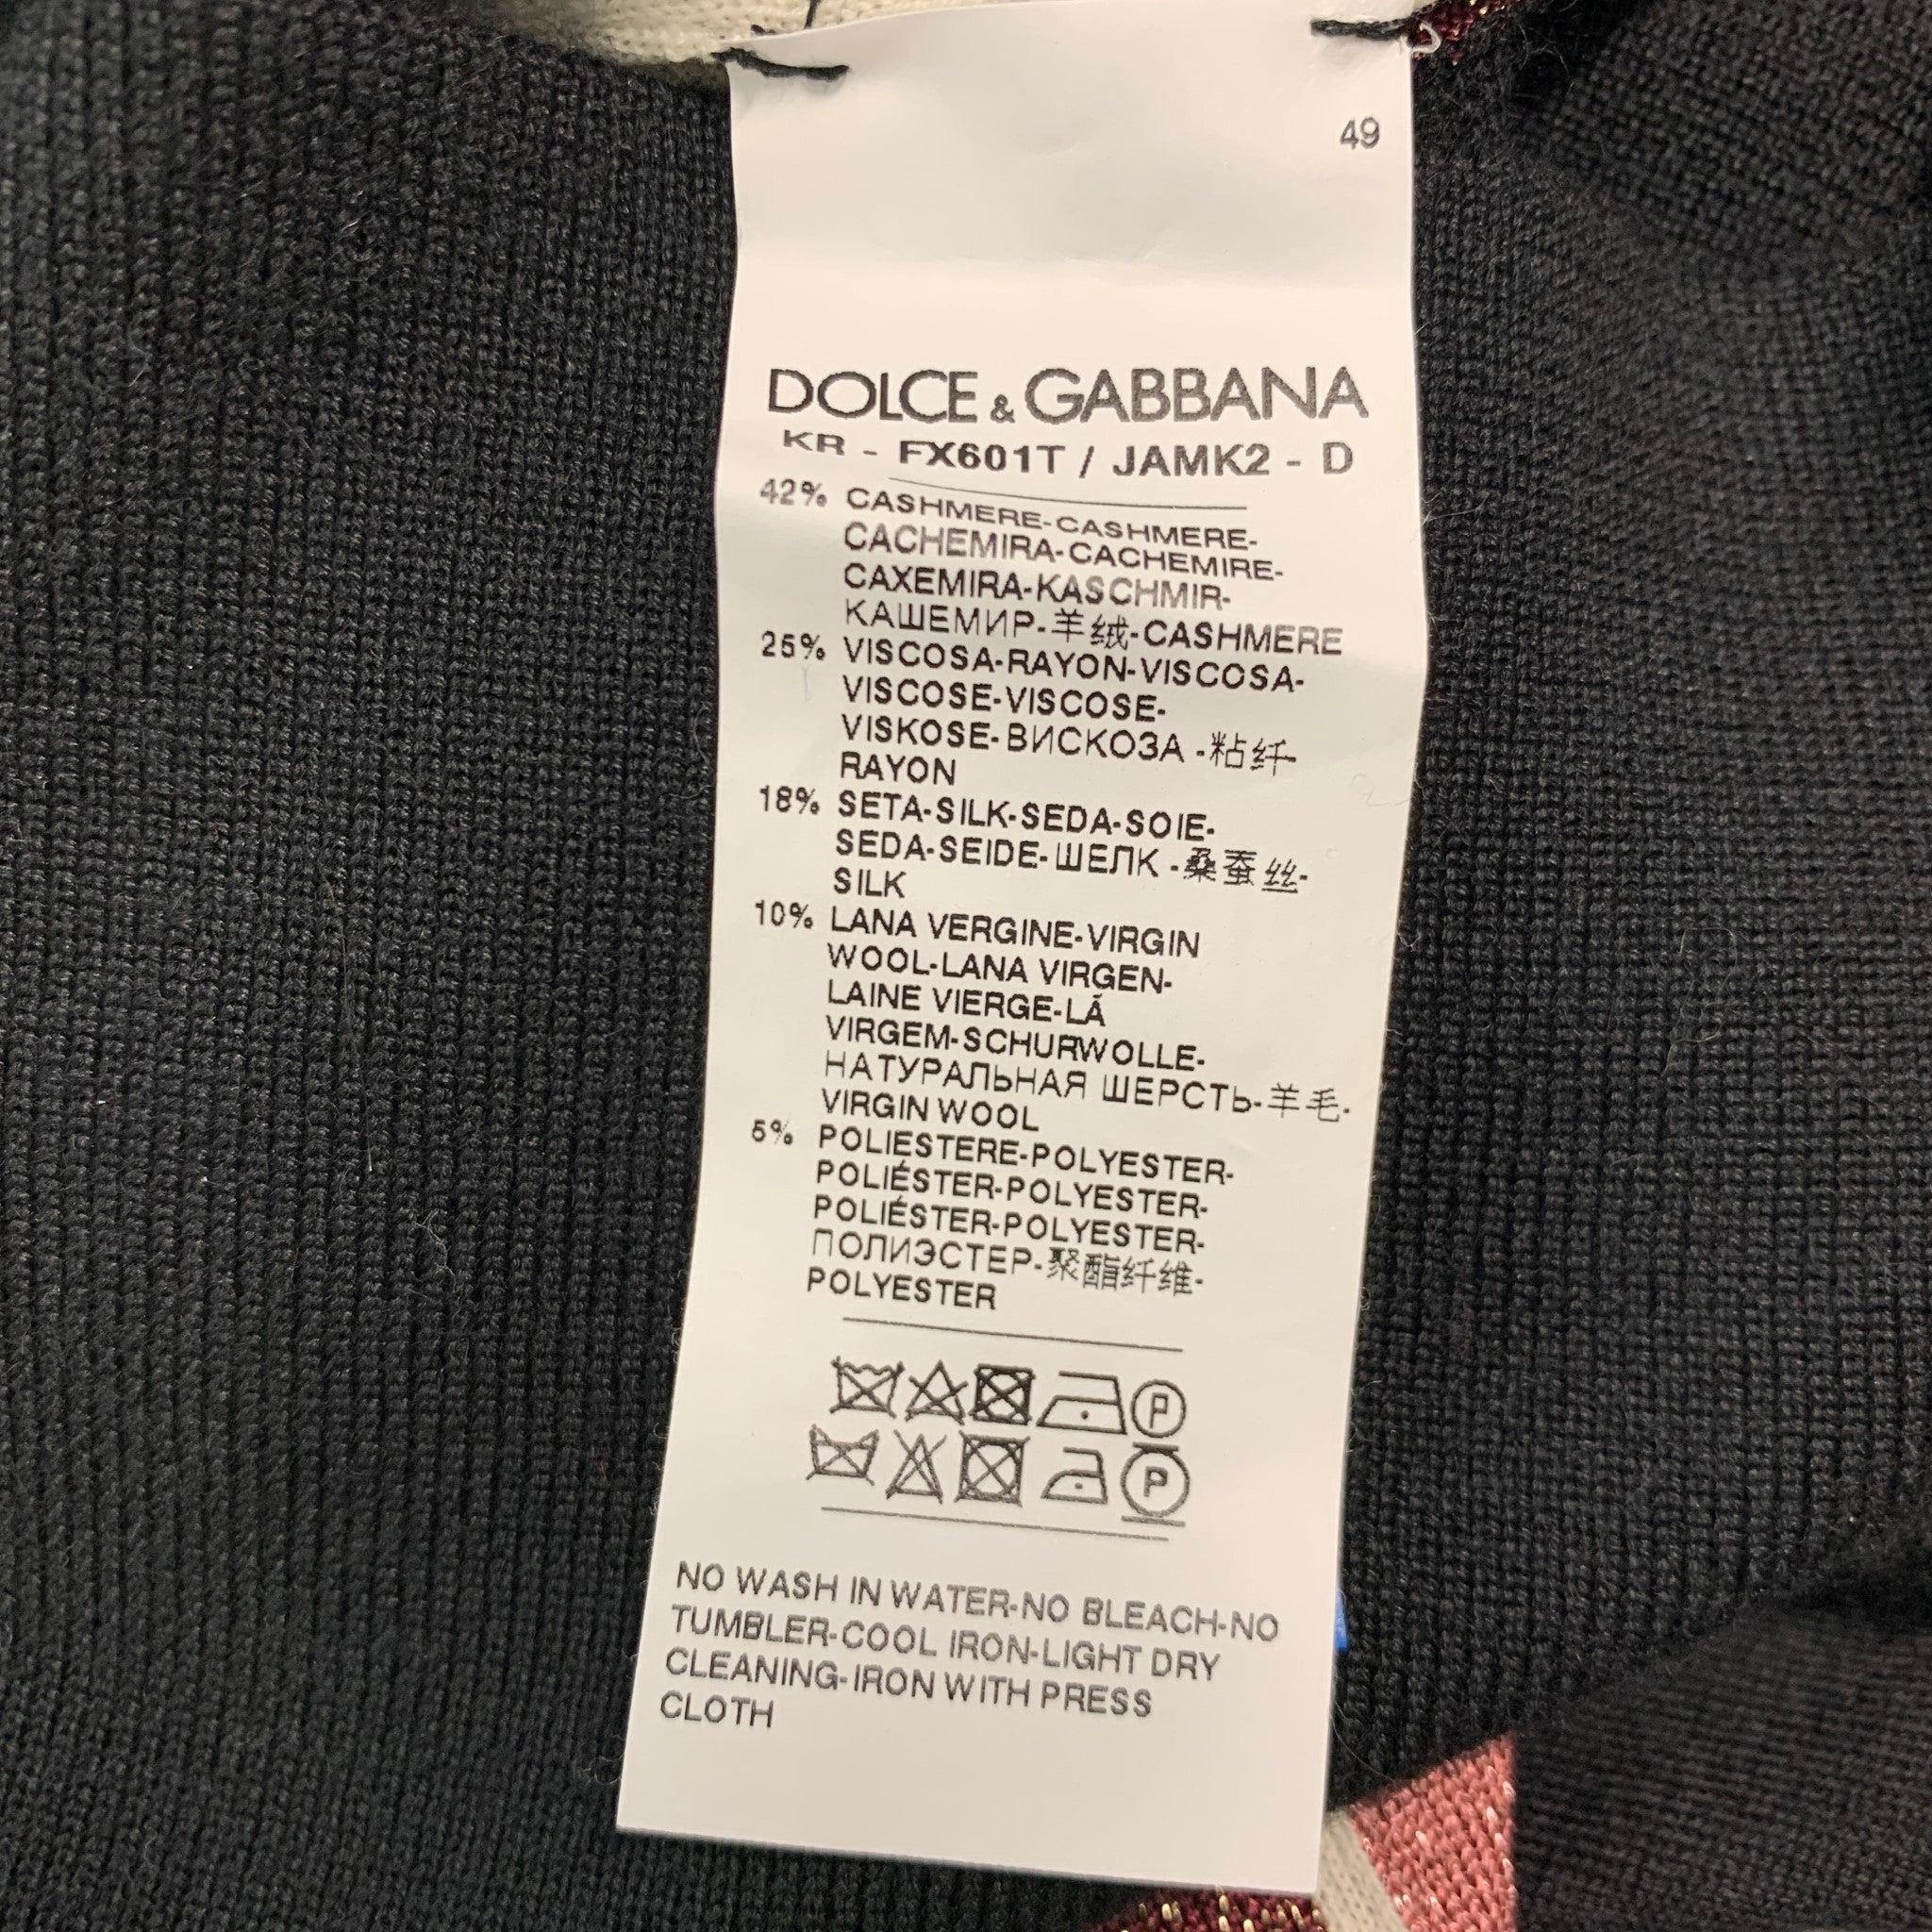 49
DOLCE & GABBANA
KR - FX601T / JAMK2 - D
42% CASHMERE-CASHMERE-
CACHEMIRA-CACHEMIRE-
CAXEMIRA-KASCHMIR-
КАШЕМИР-羊绒-CASHMERE
25% VISCOSA-RAYON-VISCOSA-
VISCOSE-VISCOSE-
VISKOSE-ВИСКОЗА -粘纤-
RAYON
18% SETA-SILK-SEDA-SOIE-
SEDA-SEIDE-ШЕЛК -桑蚕丝-
SILK
10% LANA VERGINE-VIRGIN
WOOL-LANA VIRGEN-
LAINE VIERGE-LÃ
VIRGEM-SCHURWOLLE-
НАТУРАЛЬНАЯ ШЕРСТЬ-羊毛-
VIRGIN WOOL
5% POLIESTERE-POLYESTER-
POLIÉSTER-POLYESTER-
POLIÉSTER-POLYESTER-
ПОЛИЭСТЕР-聚酯纤维-
POLYESTER
P
P
NO WASH IN WATER-NO BLEACH-NO
TUMBLER-COOL IRON-LIGHT DRY
CLEANING-IRON WITH PRESS
CLOTH